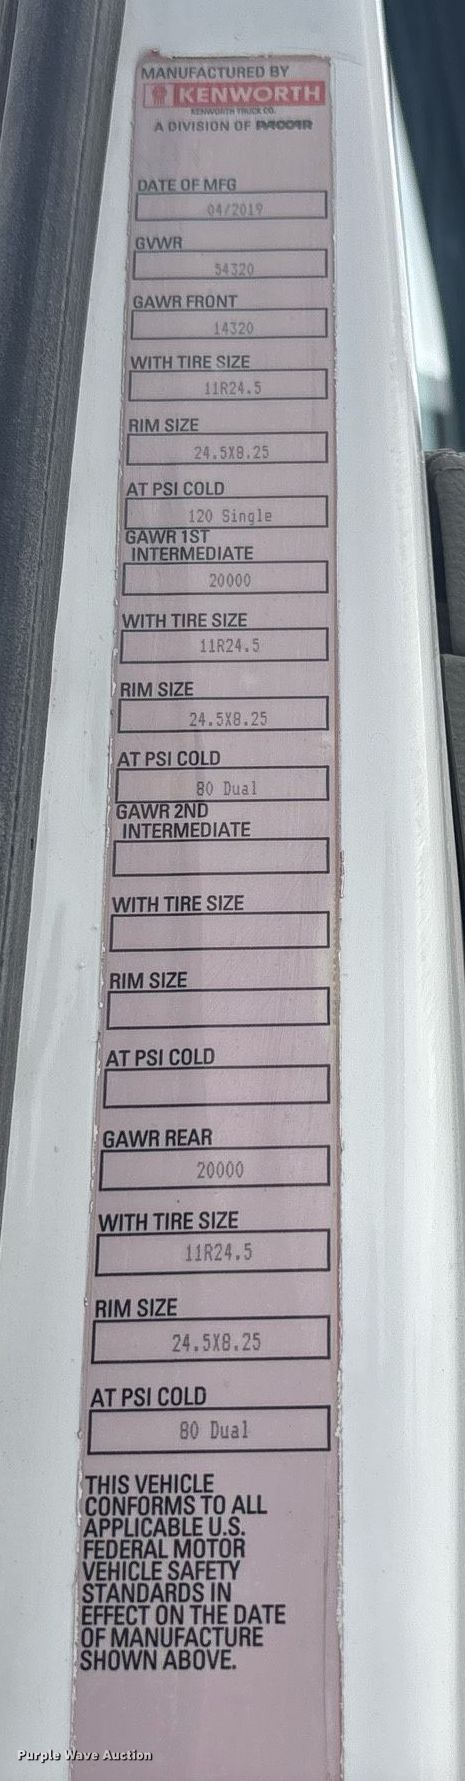 MANUFACTURED BY
KENWORTH
KENWORTH TRUCK CO.
A DIVISION OF PACCAR
DATE OF MFG
04/2019
GVWR
54320
GAWR FRONT
14320
WITH TIRE SIZE
11R24.5
RIM SIZE
24.5X8.25
AT PSI COLD
120 Single
GAWR 1ST
INTERMEDIATE
20000
WITH TIRE SIZE
11R24.5
RIM SIZE
24.5X8.25
AT PSI COLD
80 Dual
GAWR 2ND
INTERMEDIATE
WITH TIRE SIZE
RIM SIZE
AT PSI COLD
GAWR REAR
20000
WITH TIRE SIZE
11R24.5
RIM SIZE
24.5X8.25
AT PSI COLD
80 Dual
THIS VEHICLE
CONFORMS TO ALL
APPLICABLE U.S.
FEDERAL MOTOR
VEHICLE SAFETY
STANDARDS IN
EFFECT ON THE DATE
OF MANUFACTURE
SHOWN ABOVE.
Purple Wave Auction